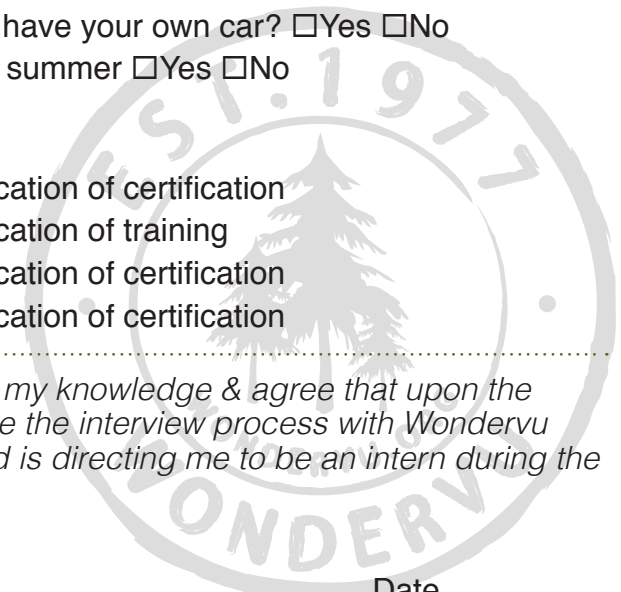 have your own car? ☐Yes ☐No
summer ☐Yes ☐No
EST. 1977
cation of certification
cation of training
cation of certification
cation of certification
my knowledge & agree that upon the
e the interview process with Wondervu
d is directing me to be an intern during the
WONDERVU.ORG
WONDERVU
Date